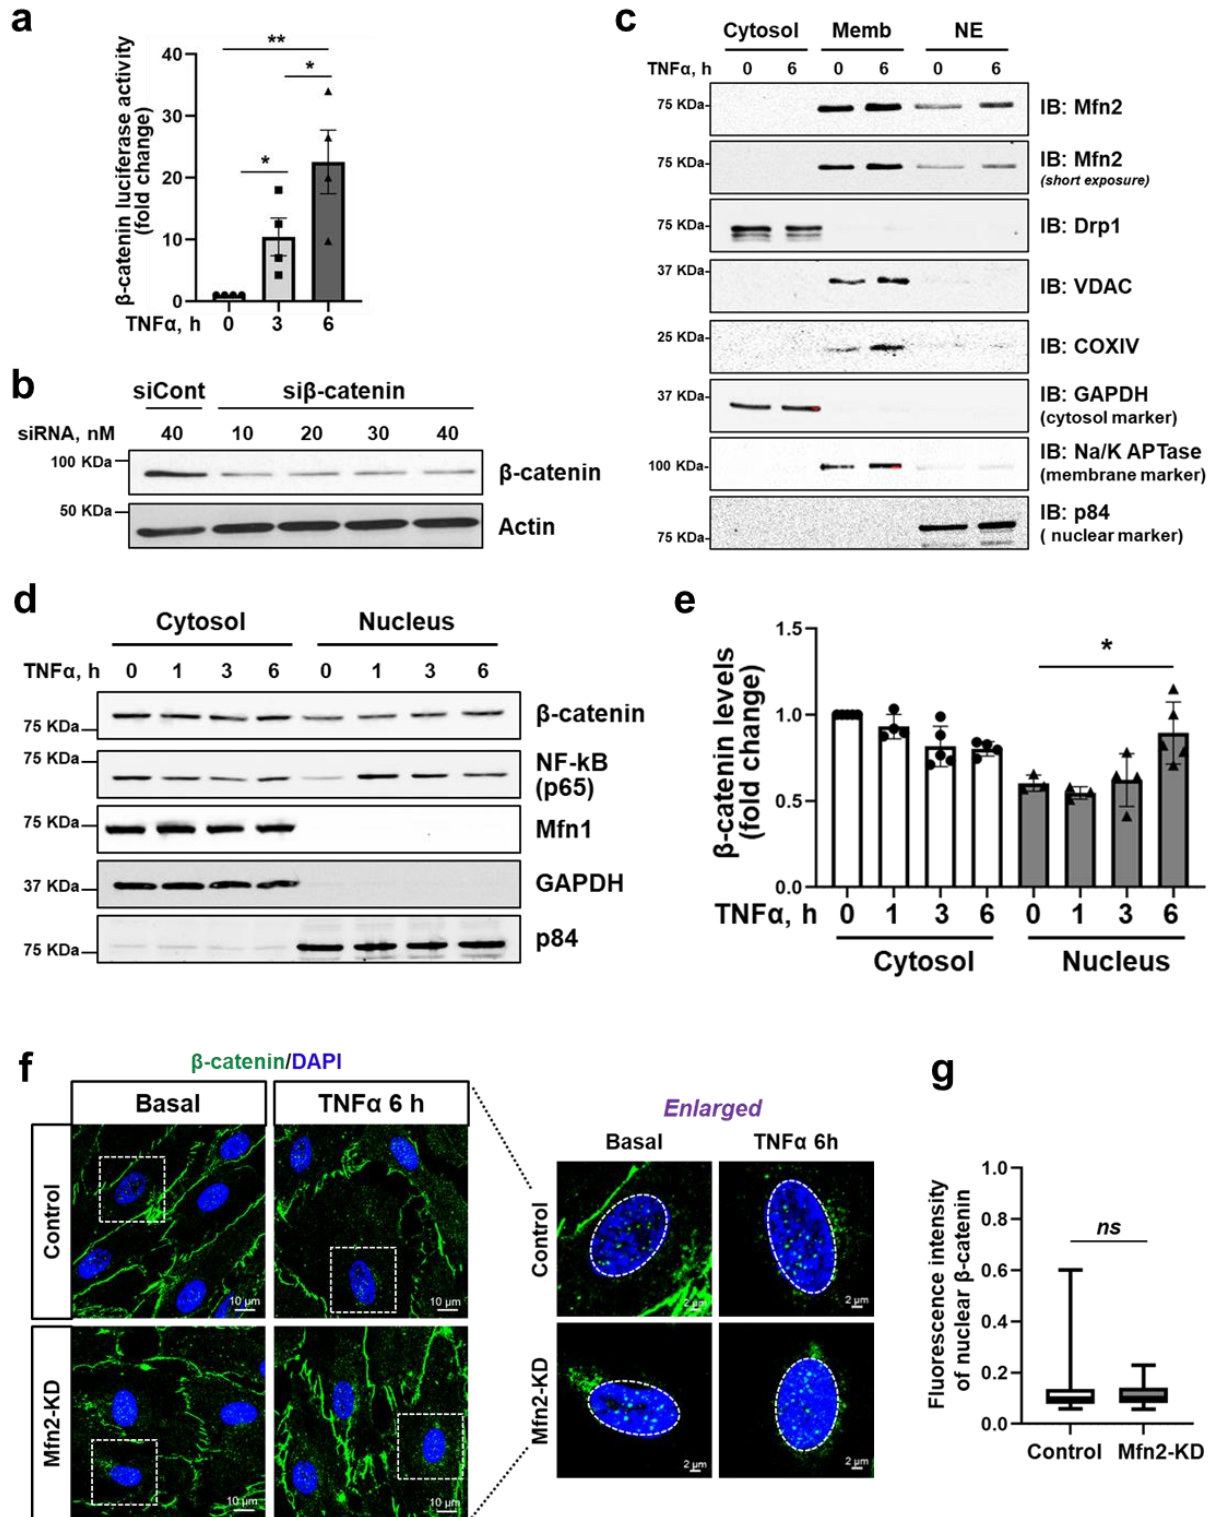 a
β-catenin luciferase activity
(fold change)
40
30
20
10
0
**
*
*
TNFα, h 0 3 6
b
siCont siβ-catenin
siRNA, nM 40 10 20 30 40
100 KDa
β-catenin
50 KDa
Actin
c
Cytosol Memb NE
TNFα, h 0 6 0 6 0 6
75 KDa IB: Mfn2
75 KDa IB: Mfn2
(short exposure)
75 KDa IB: Drp1
37 KDa
IB: VDAC
25 KDa
IB: COXIV
37 KDa IB: GAPDH
(cytosol marker)
100 KDa
IB: Na/K APTase
(membrane marker)
IB: p84
75 KDa ( nuclear marker)
d
Cytosol Nucleus
TNFα, h 0 1 3 6 0 1 3 6
75 KDa β-catenin
75 KDa NF-kB
(p65)
75 KDa Mfn1
37 KDa GAPDH
75 KDa p84
e
β-catenin levels
(fold change)
1.5
1.0
0.5
0.0
*
TNFα, h 0 1 3 6 0 1 3 6
Cytosol Nucleus
f
β-catenin/DAPI
Basal TNFα 6 h
Control
10 µm 10 µm
Mfn2-KD
10 µm 10 µm
Enlarged
Basal TNFα 6h
Control
2 µm 2 µm
Mfn2-KD
2 µm 2 µm
g
Fluorescence intensity
of nuclear β-catenin
1.0
0.8
0.6
0.4
0.2
0.0
ns
Control Mfn2-KD